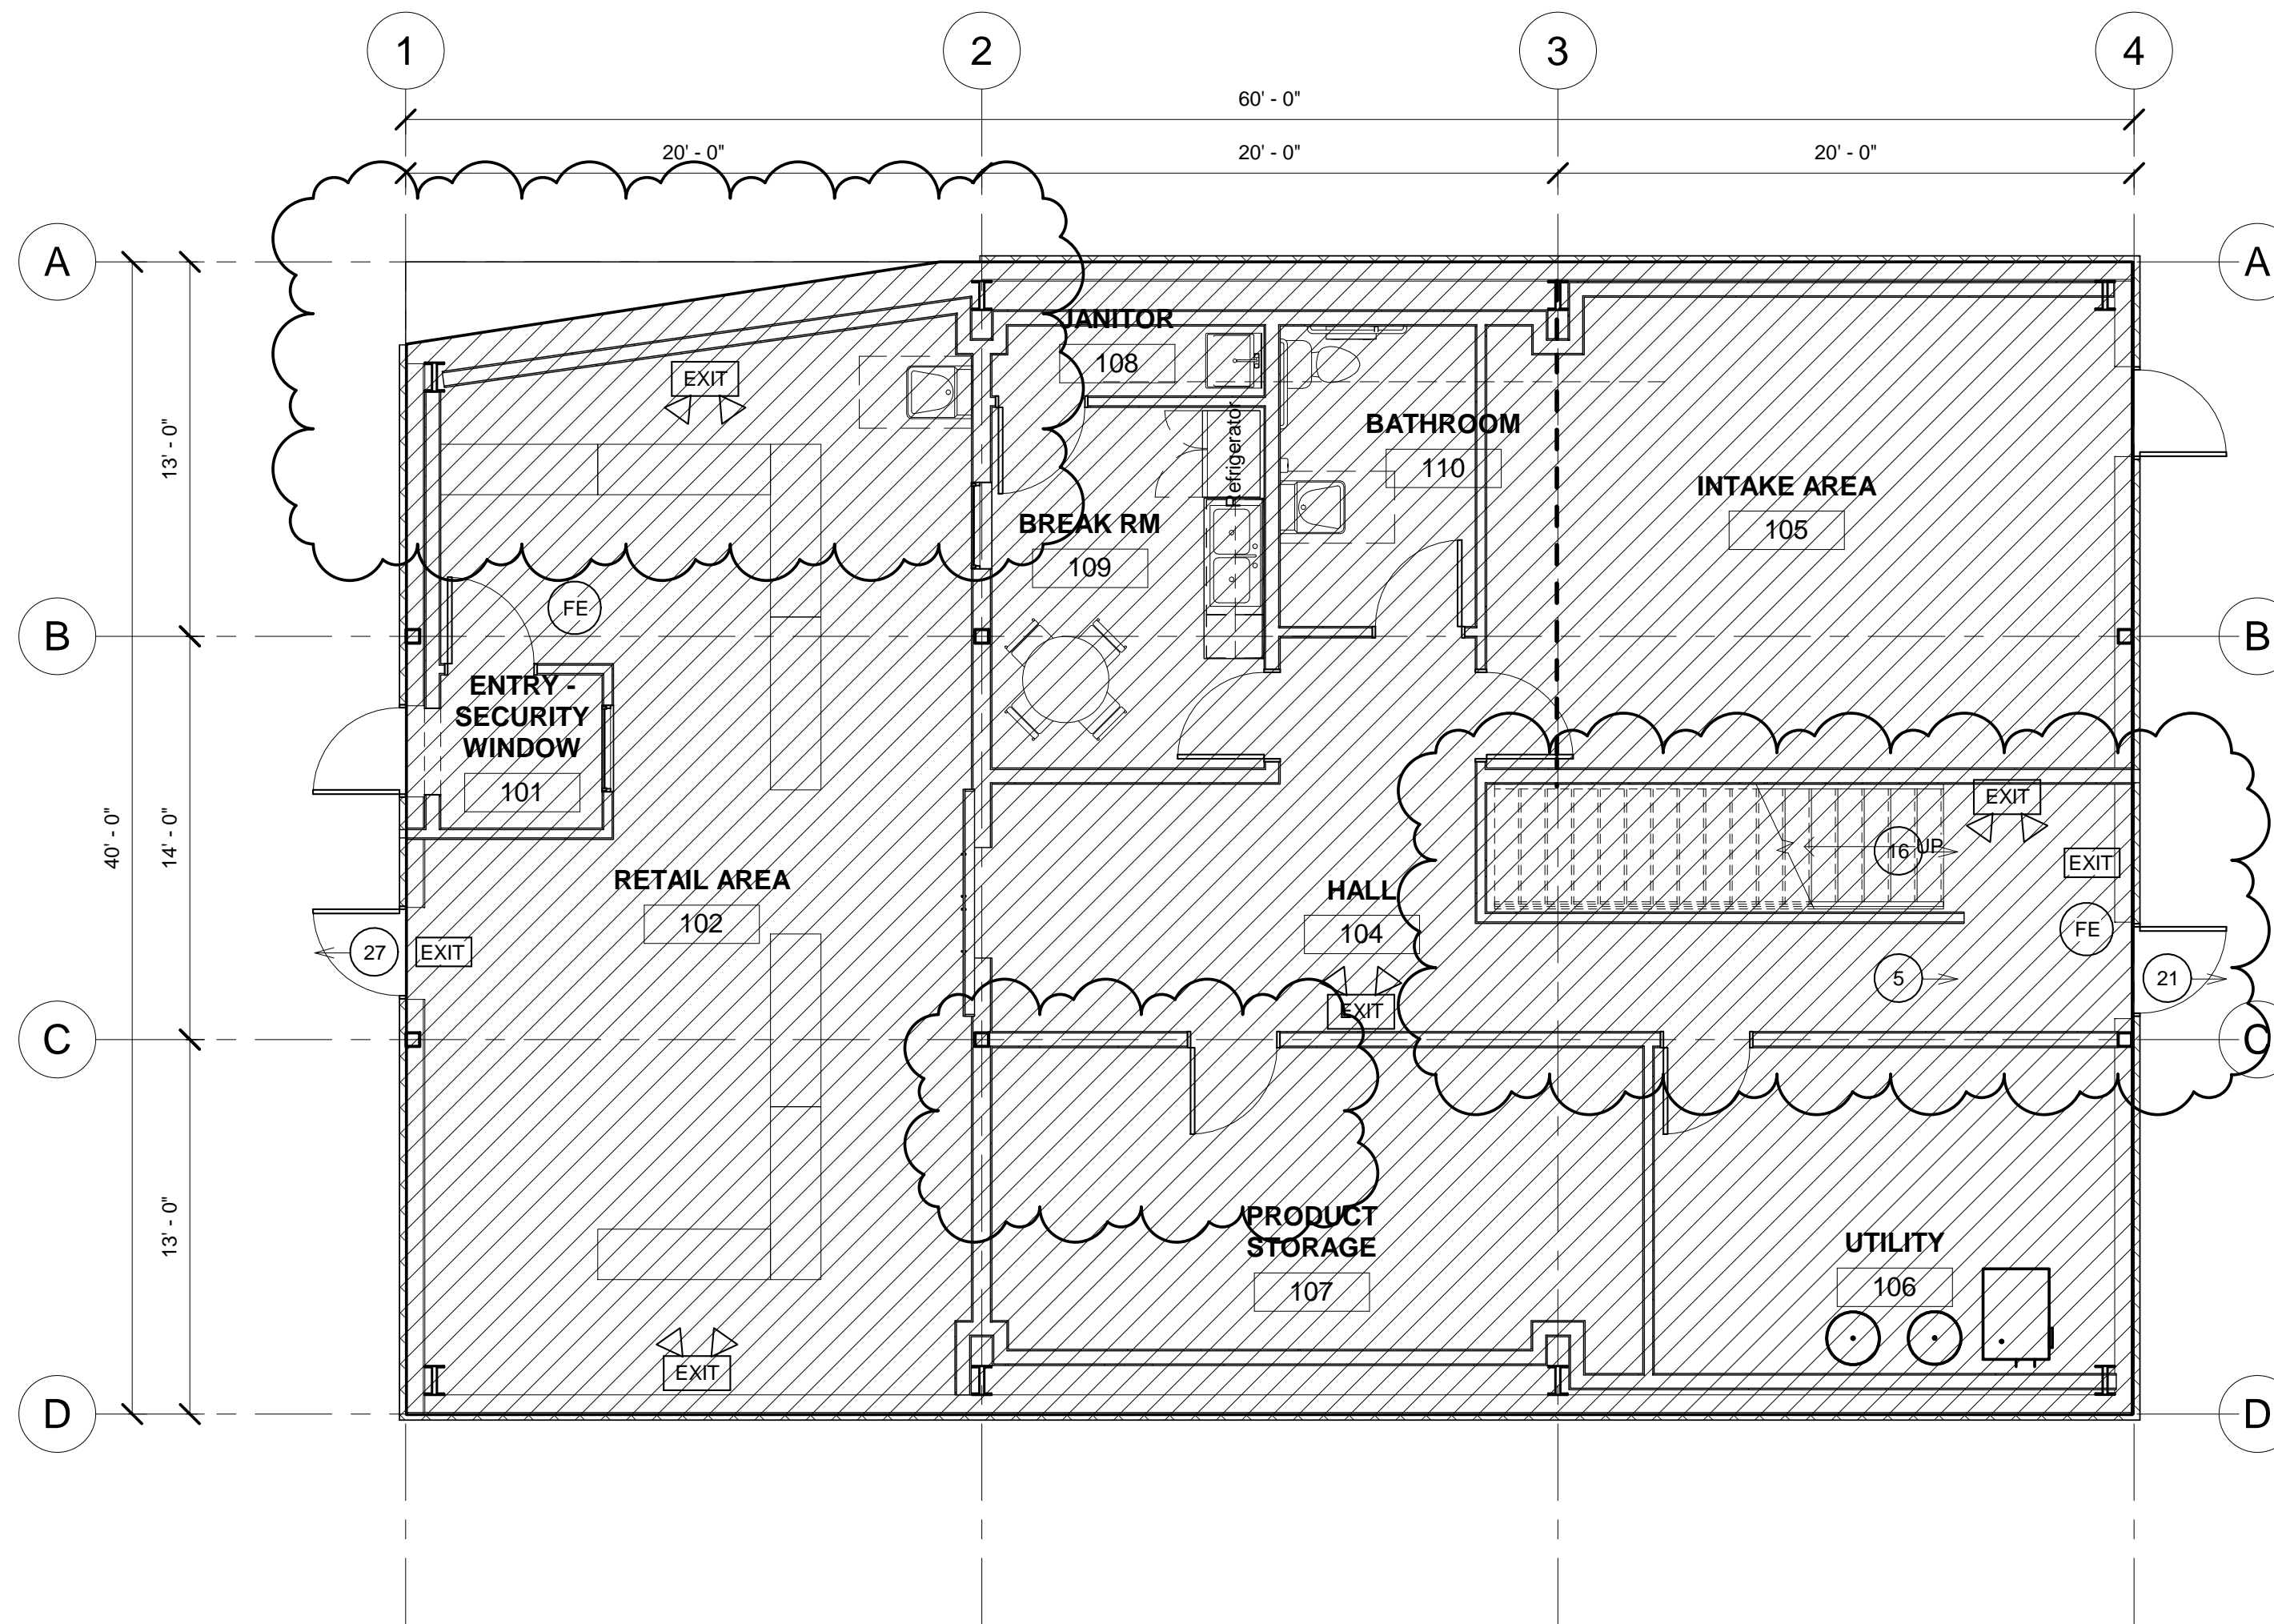 1
2
3
4
60' - 0"
20' - 0"
20' - 0"
20' - 0"
A
A
JANITOR
108
EXIT
Refrigerator
BATHROOM
110
13' - 0"
INTAKE AREA
105
BREAK RM
109
FE
B
B
ENTRY -
SECURITY
WINDOW
101
EXIT
40' - 0"
14' - 0"
16
UP
EXIT
RETAIL AREA
102
HALL
104
FE
27
EXIT
5
21
EXIT
C
C
13' - 0"
PRODUCT
STORAGE
107
UTILITY
106
EXIT
D
D